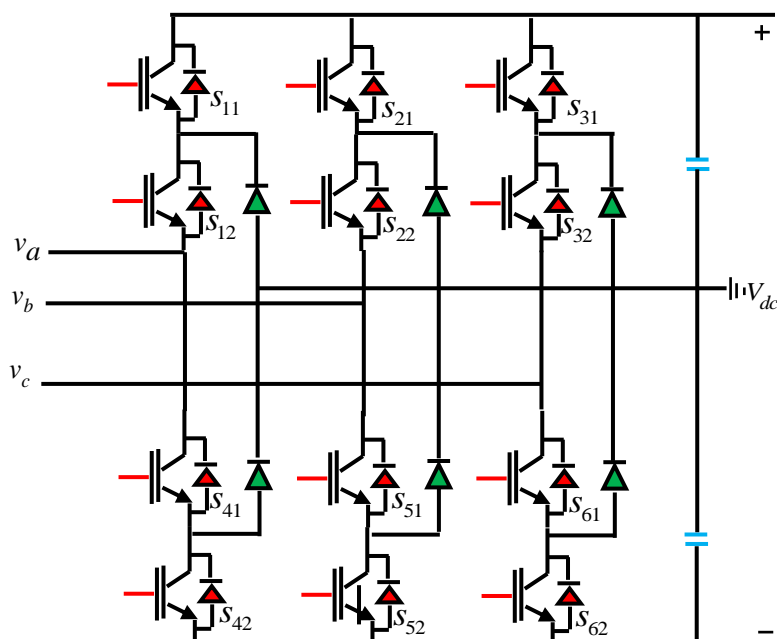 +
S11 S21 S31
S12 S22 S32
va
vb
Vdc
vc
S41 S51 S61
S42 S52 S62
−